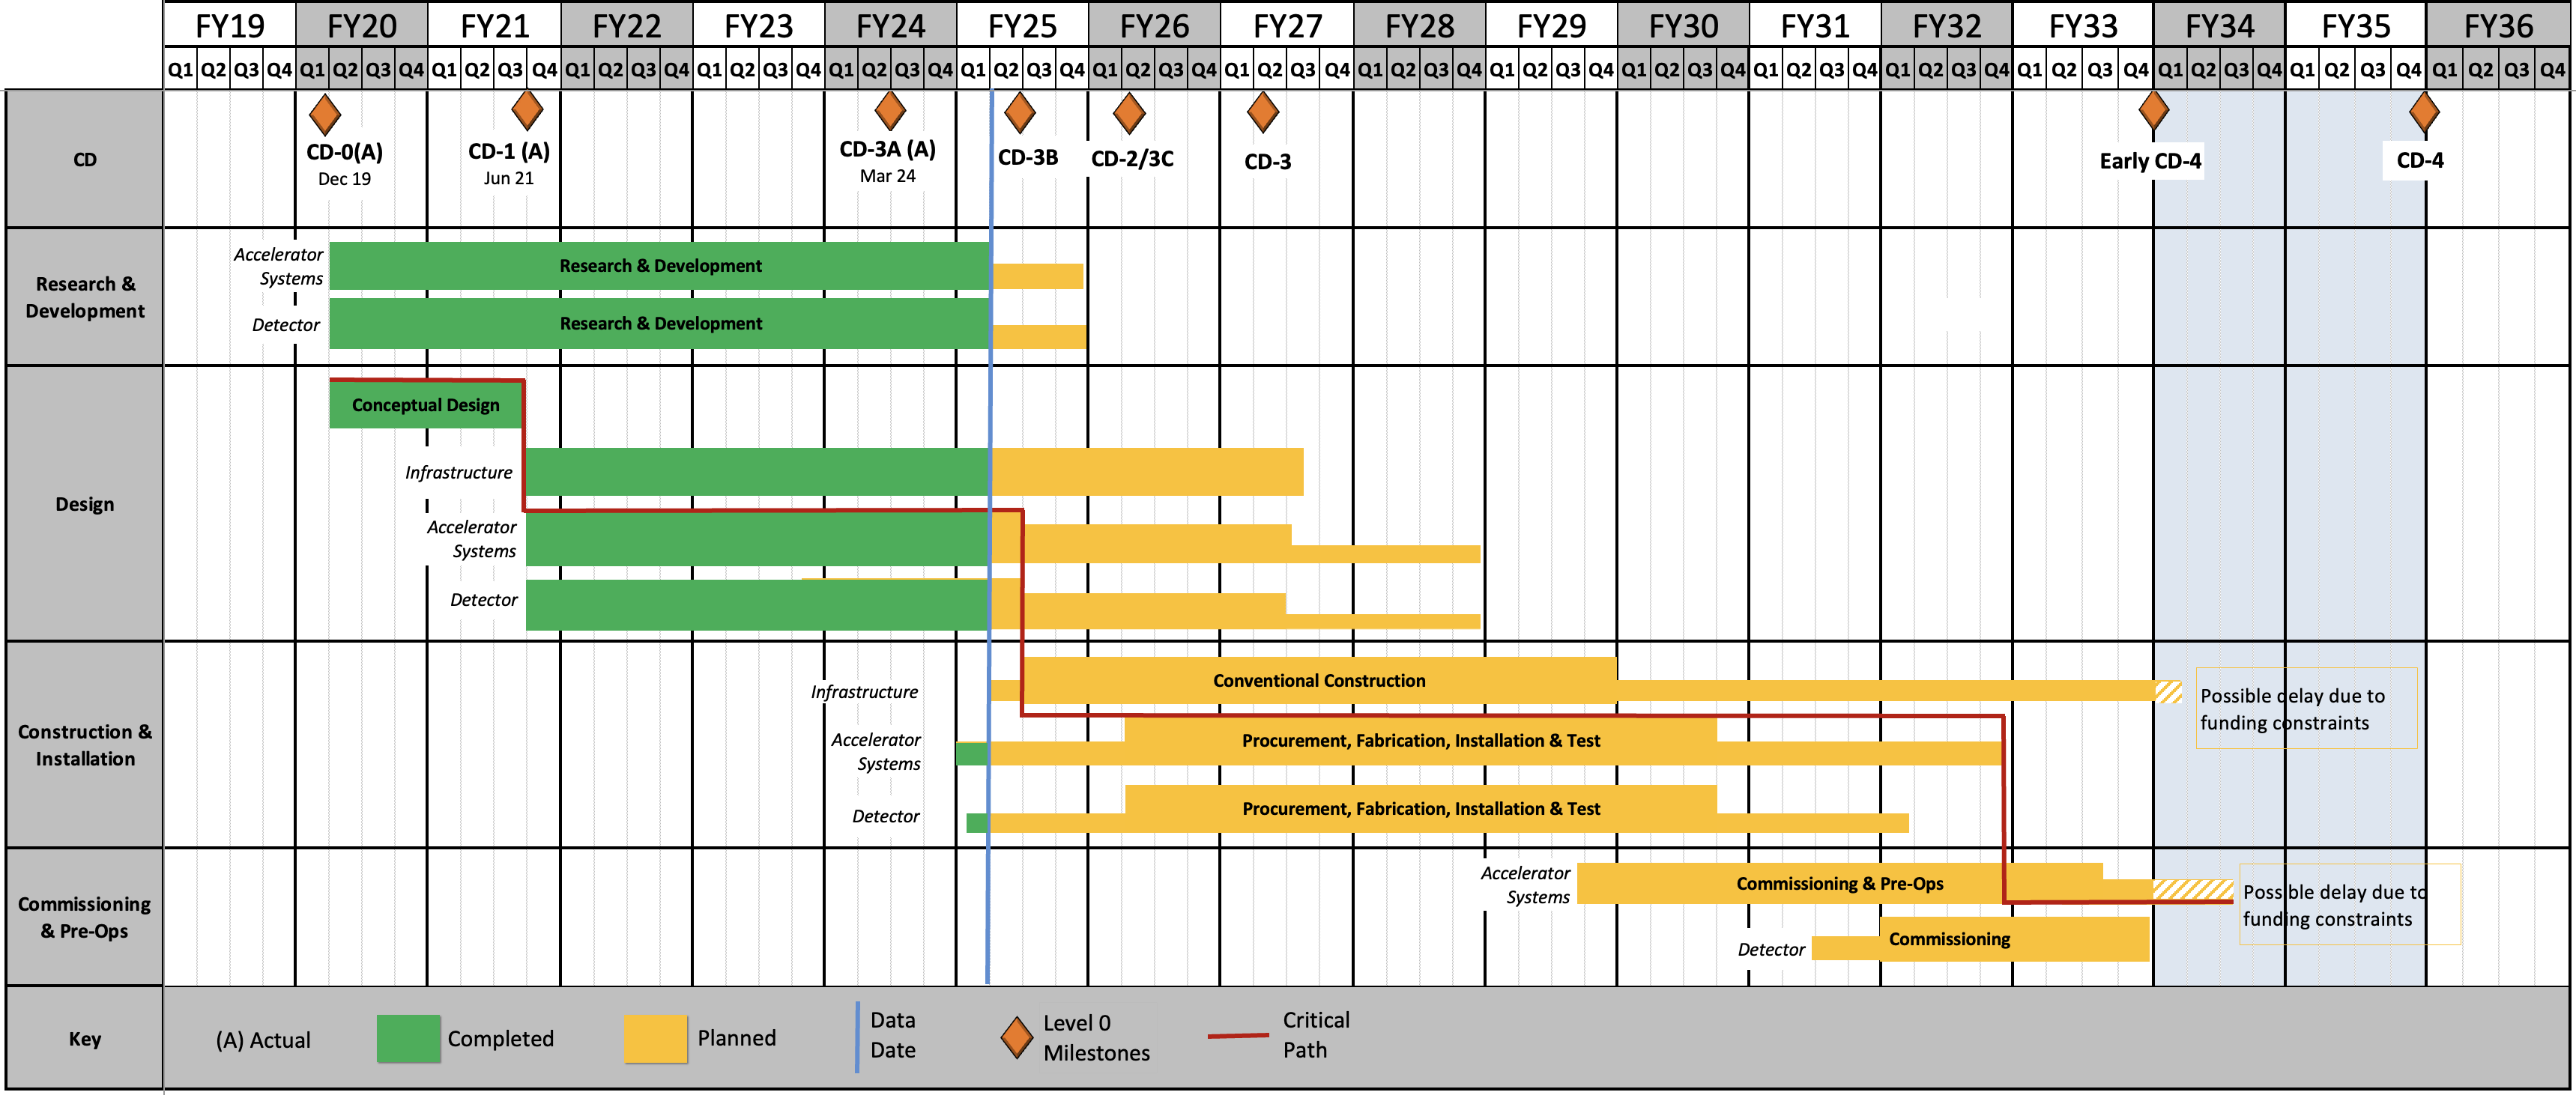 FY19 FY20 FY21 FY22 FY23 FY24 FY25 FY26 FY27 FY28 FY29 FY30 FY31 FY32 FY33 FY34 FY35 FY36
Q1 Q2 Q3 Q4 Q1 Q2 Q3 Q4 Q1 Q2 Q3 Q4 Q1 Q2 Q3 Q4 Q1 Q2 Q3 Q4 Q1 Q2 Q3 Q4 Q1 Q2 Q3 Q4 Q1 Q2 Q3 Q4 Q1 Q2 Q3 Q4 Q1 Q2 Q3 Q4 Q1 Q2 Q3 Q4 Q1 Q2 Q3 Q4 Q1 Q2 Q3 Q4 Q1 Q2 Q3 Q4 Q1 Q2 Q3 Q4 Q1 Q2 Q3 Q4 Q1 Q2 Q3 Q4 Q1 Q2 Q3 Q4
CD
CD-0(A)
Dec 19
CD-1 (A)
Jun 21
CD-3A (A)
Mar 24
CD-3B
CD-2/3C
CD-3
Early CD-4
CD-4
Research &
Development
Accelerator
Systems
Research & Development
Detector
Research & Development
Design
Conceptual Design
Infrastructure
Accelerator
Systems
Detector
Construction &
Installation
Infrastructure
Conventional Construction
Possible delay due to
funding constraints
Accelerator
Systems
Procurement, Fabrication, Installation & Test
Detector
Procurement, Fabrication, Installation & Test
Commissioning
& Pre-Ops
Accelerator
Systems
Commissioning & Pre-Ops
Possible delay due to
funding constraints
Detector
Commissioning
Key
(A) Actual
Completed
Planned
Data
Date
Level 0
Milestones
Critical
Path